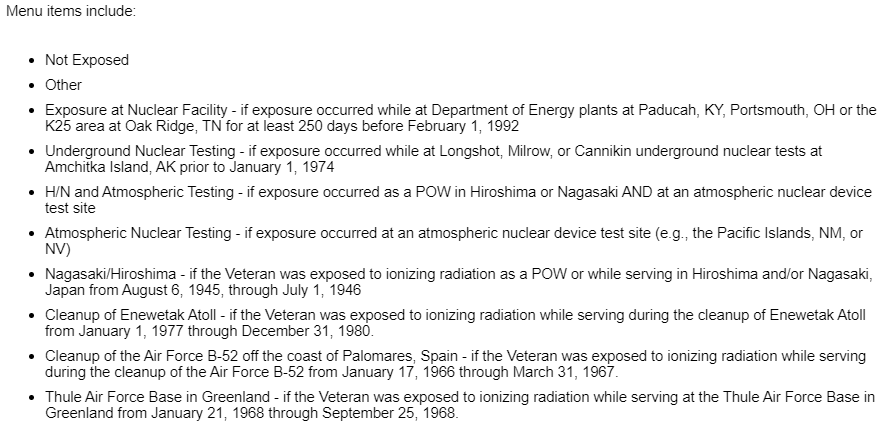 Menu items include:
• Not Exposed
• Other
• Exposure at Nuclear Facility - if exposure occurred while at Department of Energy plants at Paducah, KY, Portsmouth, OH or the
K25 area at Oak Ridge, TN for at least 250 days before February 1, 1992
• Underground Nuclear Testing - if exposure occurred while at Longshot, Milrow, or Cannikin underground nuclear tests at
Amchitka Island, AK prior to January 1, 1974
• H/N and Atmospheric Testing - if exposure occurred as a POW in Hiroshima or Nagasaki AND at an atmospheric nuclear device
test site
• Atmospheric Nuclear Testing - if exposure occurred at an atmospheric nuclear device test site (e.g., the Pacific Islands, NM, or
NV)
• Nagasaki/Hiroshima - if the Veteran was exposed to ionizing radiation as a POW or while serving in Hiroshima and/or Nagasaki,
Japan from August 6, 1945, through July 1, 1946
• Cleanup of Enewetak Atoll - if the Veteran was exposed to ionizing radiation while serving during the cleanup of Enewetak Atoll
from January 1, 1977 through December 31, 1980.
• Cleanup of the Air Force B-52 off the coast of Palomares, Spain - if the Veteran was exposed to ionizing radiation while serving
during the cleanup of the Air Force B-52 from January 17, 1966 through March 31, 1967.
• Thule Air Force Base in Greenland - if the Veteran was exposed to ionizing radiation while serving at the Thule Air Force Base in
Greenland from January 21, 1968 through September 25, 1968.